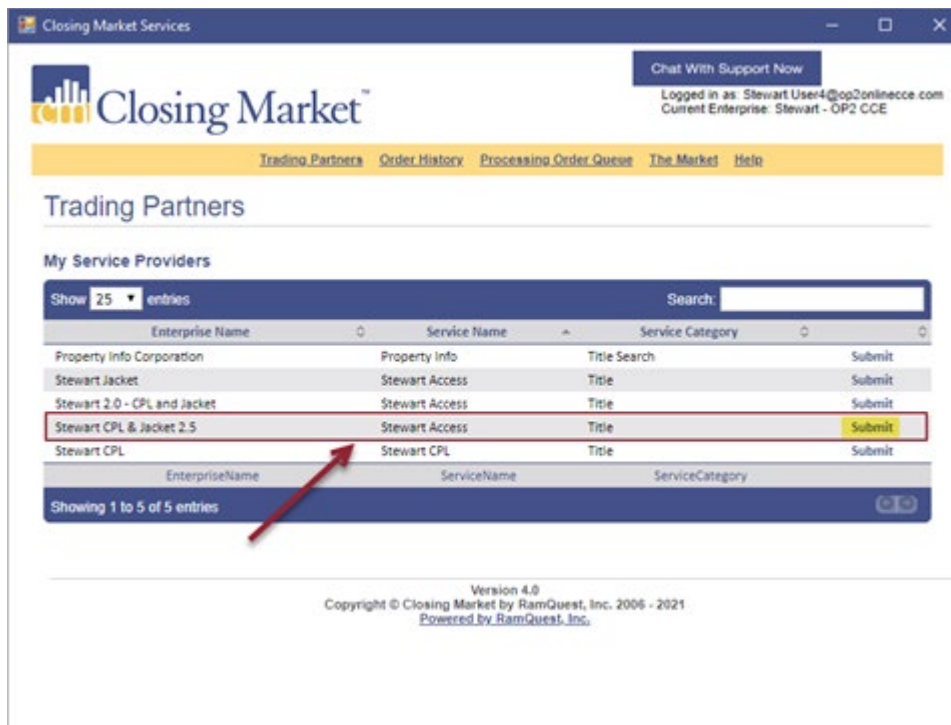 Closing Market Services
Chat With Support Now
cm Closing Market™
Logged in as: Stewart.User4@op2onlinecce.com
Current Enterprise: Stewart - OP2 CCE
Trading Partners Order History Processing Order Queue The Market Help
Trading Partners
My Service Providers
Show 25 entries Search:
Enterprise Name Service Name Service Category
Property Info Corporation Property Info Title Search Submit
Stewart Jacket Stewart Access Title Submit
Stewart 2.0 - CPL and Jacket Stewart Access Title Submit
Stewart CPL & Jacket 2.5 Stewart Access Title Submit
Stewart CPL Stewart CPL Title Submit
EnterpriseName ServiceName ServiceCategory
Showing 1 to 5 of 5 entries
Version 4.0
Copyright © Closing Market by RamQuest, Inc. 2006 - 2021
Powered by RamQuest, Inc.